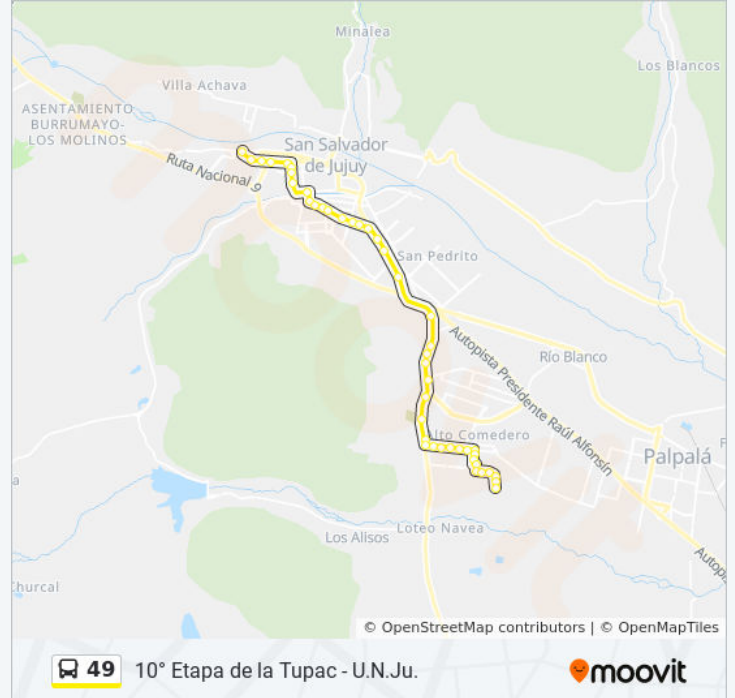 Minalea
Los Blancos
Villa Achava
ASENTAMIENTO
BURRUMAYO-
LOS MOLINOS
San Salvador
de Jujuy
Ruta Nacional 9
San Pedrito
Autopista Presidente Raúl Alfonsín
Río Blanco
lto Comedero
Palpalá
Loteo Navea
Los Alisos
Autopi
Churcal
© OpenStreetMap contributors | © OpenMapTiles
49 10° Etapa de la Tupac - U.N.Ju.
moovit